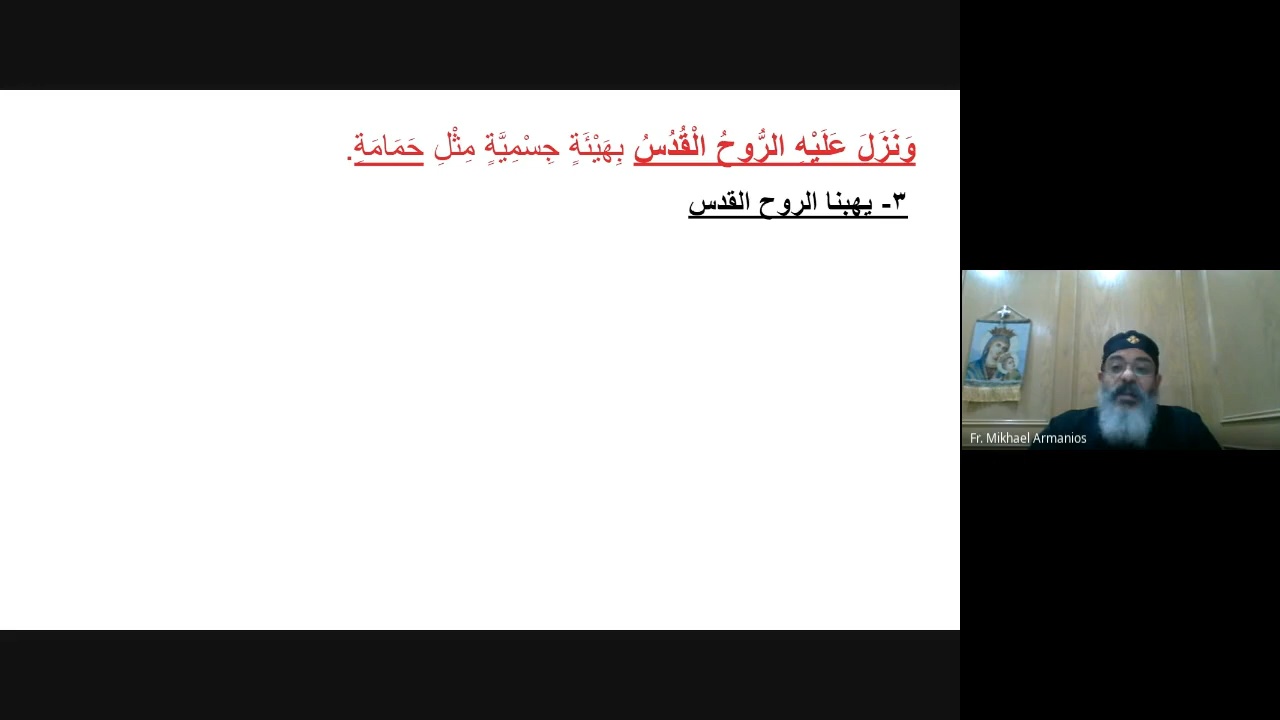 وَنَزَلَ عَلَيْهِ الرُّوحُ الْقُدُسُ بِهَيْئَةٍ جِسْمِيَّةٍ مِثْلِ حَمَامَةٍ.
٣- يهبنا الروح القدس
Fr. Mikhael Armanios